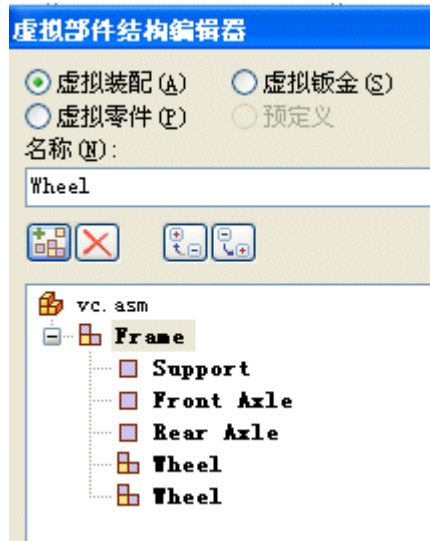 虚拟部件结构编辑器
虚拟装配(A) 虚拟钣金(S)
虚拟零件(P) 预定义
名称(N):
Wheel
vc.asm
Frame
Support
Front Axle
Rear Axle
Wheel
Wheel